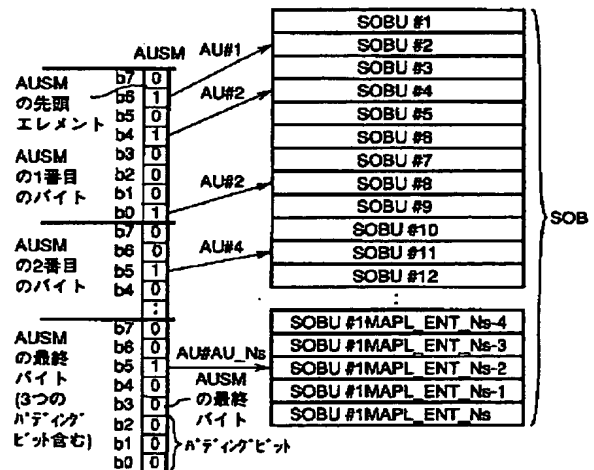 AUSM
b7 0
b6 1
b5 0
b4 1
b3 0
b2 0
b1 0
b0 1
b7 0
b6 0
b5 1
b4 0
:
b7 0
b6 0
b5 1
b4 0
b3 0
b2 0
b1 0
b0 0
AUSM
の先頭
エレメント
AUSM
の1番目
のバイト
AUSM
の2番目
のバイト
AUSM
の最終
バイト
(3つの
パディング
ビット含む)
AU#1
AU#2
AU#2
AU#4
AU#AU_Ns
AUSM
の最終
バイト
パディングビット
SOBU #1
SOBU #2
SOBU #3
SOBU #4
SOBU #5
SOBU #6
SOBU #7
SOBU #8
SOBU #9
SOBU #10
SOBU #11
SOBU #12
:
SOBU #1MAPL_ENT_Ns-4
SOBU #1MAPL_ENT_Ns-3
SOBU #1MAPL_ENT_Ns-2
SOBU #1MAPL_ENT_Ns-1
SOBU #1MAPL_ENT_Ns
SOB